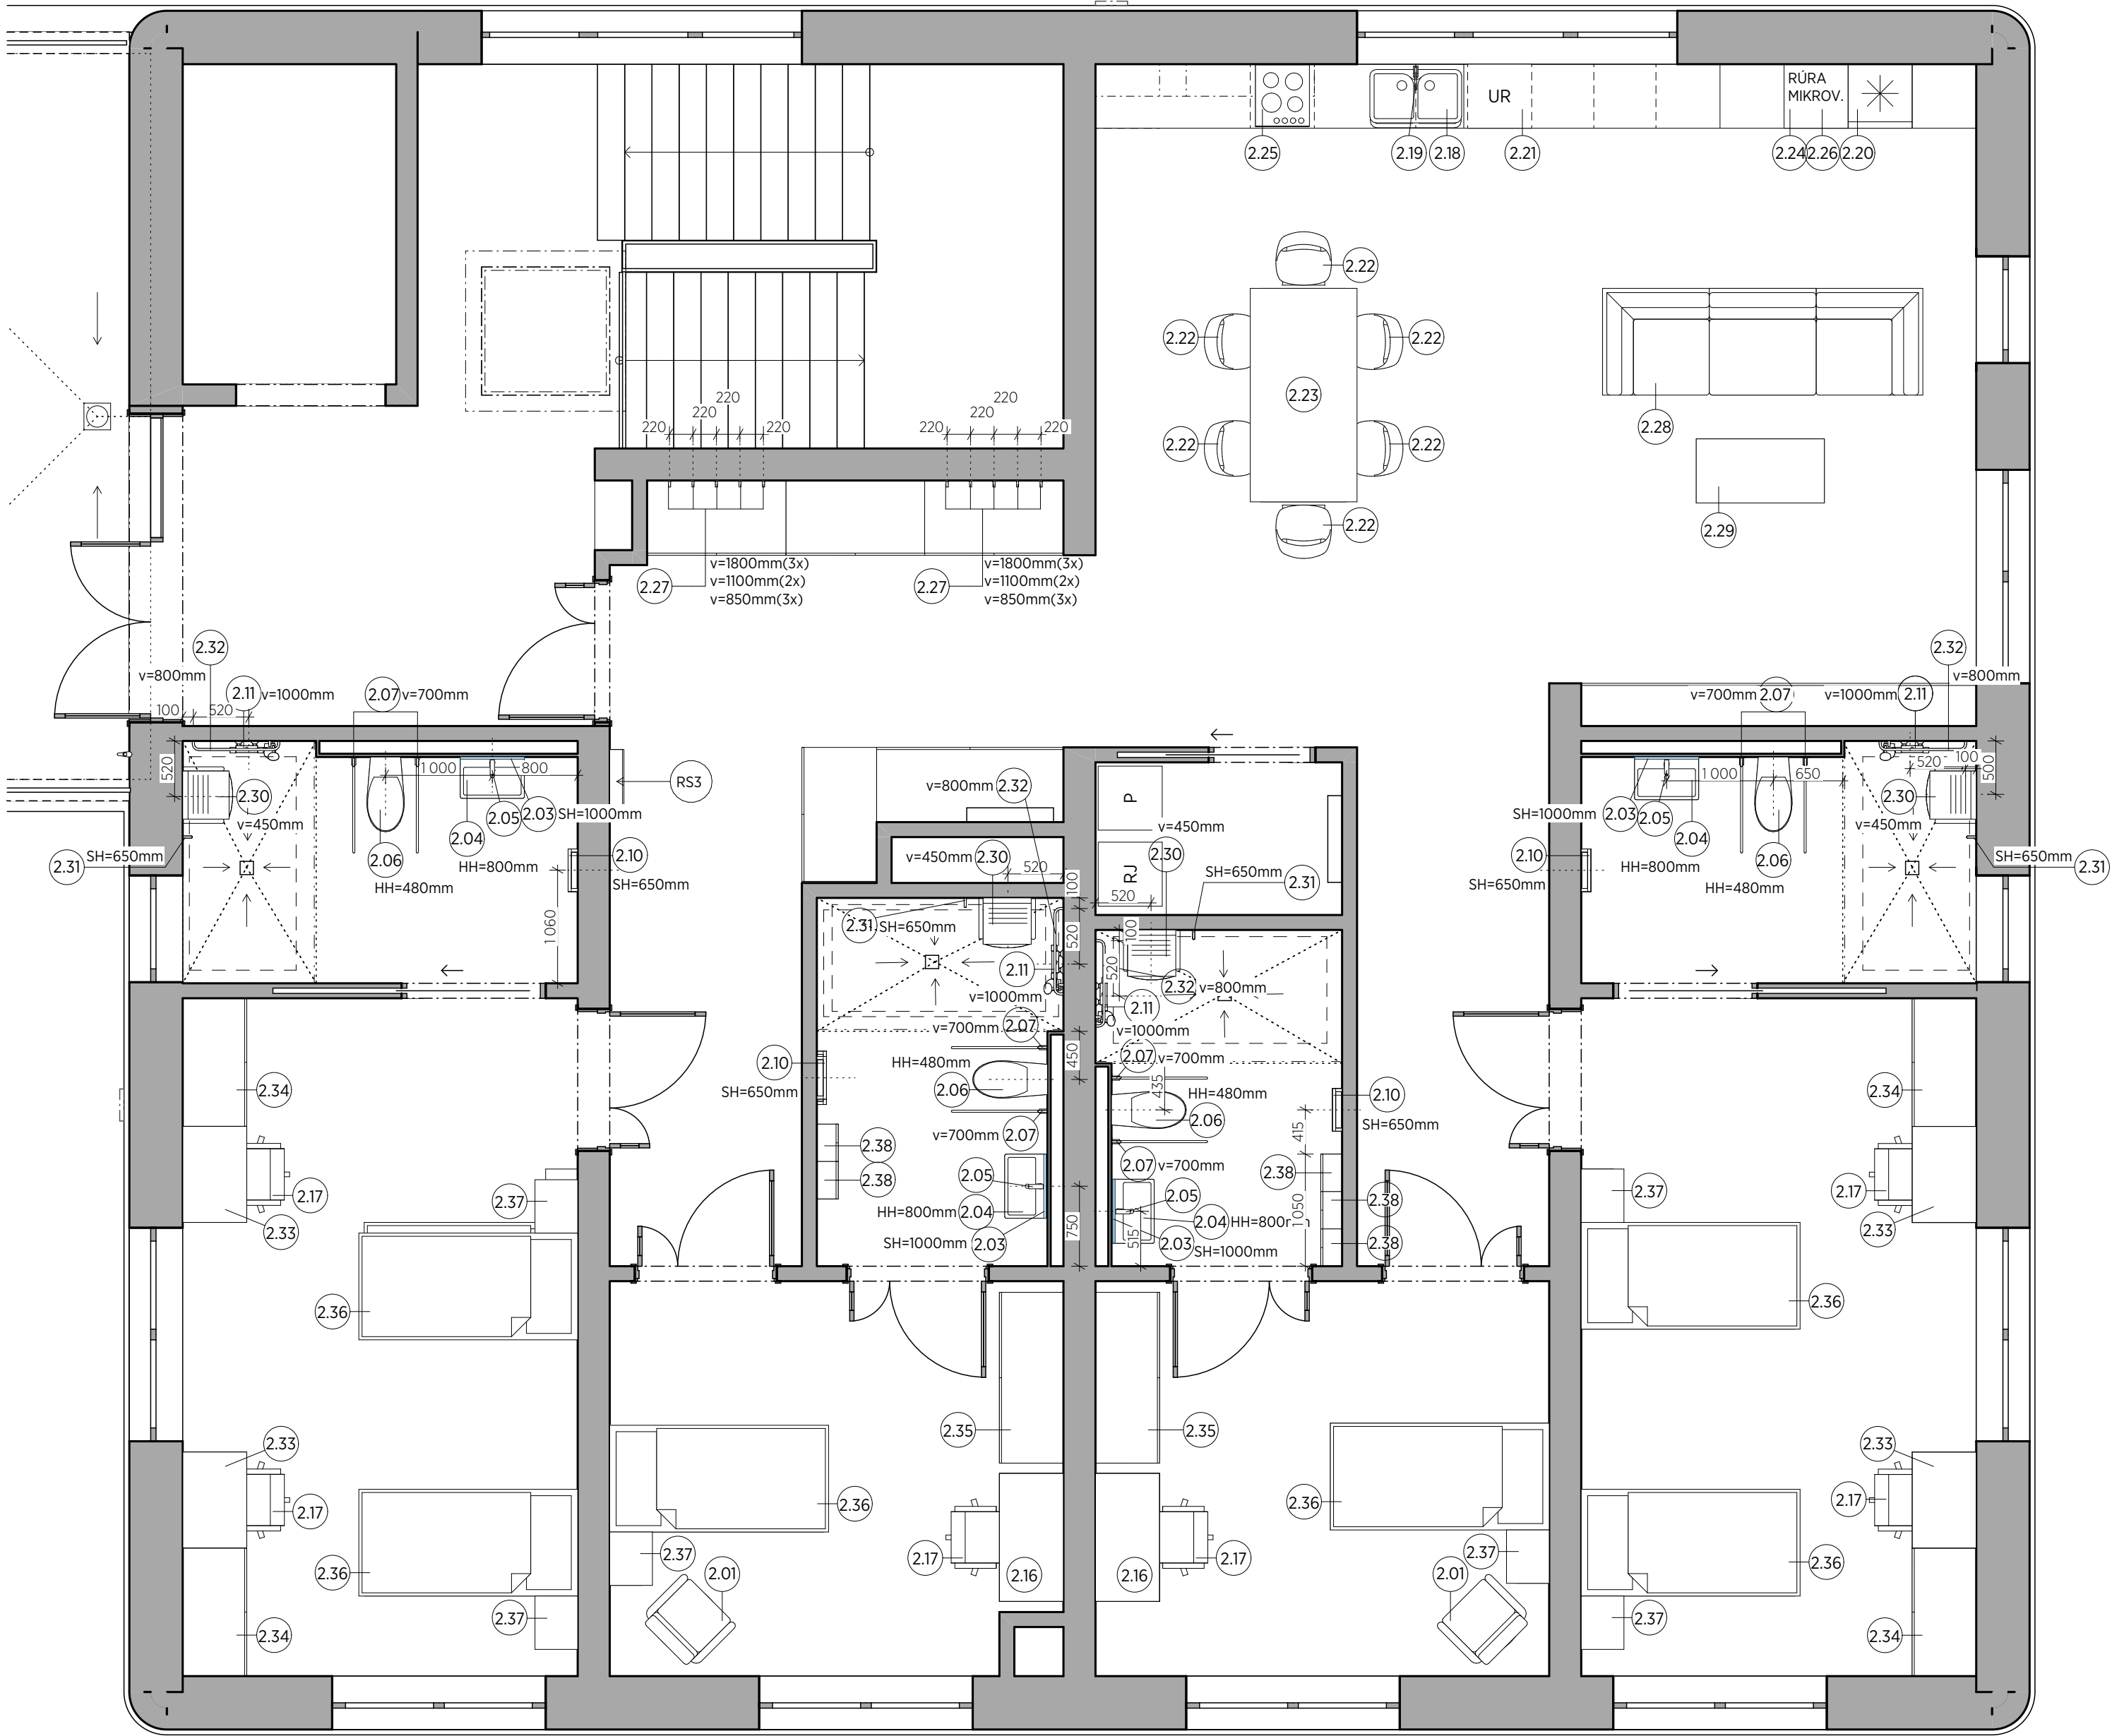 RÚRA
MIKROV.
UR
2.25
2.19
2.18
2.21
2.24
2.26
2.20
2.22
2.22
2.22
2.23
2.22
2.22
2.22
2.28
2.29
220
220
220
220
220
220
220
220
220
220
2.27
v=1800mm(3x)
v=1100mm(2x)
v=850mm(3x)
2.27
v=1800mm(3x)
v=1100mm(2x)
v=850mm(3x)
2.32
v=800mm
2.11
v=1000mm
2.07
v=700mm
100
520
520
1 000
800
2.30
v=450mm
2.04
2.05
2.03
SH=1000mm
2.31
SH=650mm
2.06
HH=480mm
HH=800mm
2.10
SH=650mm
1 060
RS3
2.32
v=800mm
v=700mm
2.07
v=1000mm
2.11
1 000
650
520
100
500
SH=1000mm
2.03
2.05
2.04
2.30
v=450mm
2.10
SH=650mm
HH=800mm
2.06
HH=480mm
SH=650mm
2.31
v=800mm
2.32
P
RJ
v=450mm
2.30
v=450mm
2.30
520
100
SH=650mm
2.31
520
2.31
SH=650mm
520
100
520
2.11
v=1000mm
2.32
v=800mm
2.11
v=1000mm
v=700mm
2.07
2.07
v=700mm
450
435
HH=480mm
2.06
HH=480mm
2.06
2.10
SH=650mm
2.10
SH=650mm
v=700mm
2.07
2.07
v=700mm
415
2.38
2.38
2.05
HH=800mm
2.04
SH=1000mm
2.03
750
2.05
2.04
515
2.03
SH=1000mm
1 050
2.38
2.38
2.38
2.34
2.17
2.33
2.37
2.36
2.33
2.17
2.36
2.37
2.34
2.35
2.36
2.37
2.01
2.17
2.16
2.35
2.36
2.37
2.01
2.17
2.16
2.34
2.37
2.17
2.33
2.36
2.33
2.17
2.36
2.37
2.34